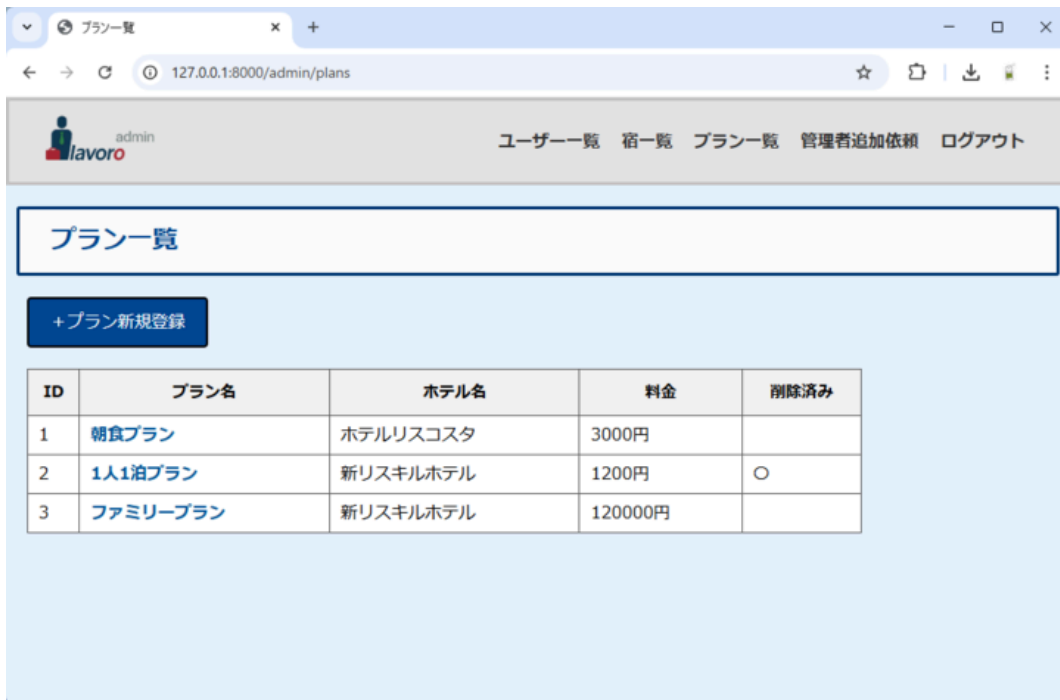 プラン一覧
127.0.0.1:8000/admin/plans
admin
lavoro
ユーザー一覧 宿一覧 プラン一覧 管理者追加依頼 ログアウト
プラン一覧
+プラン新規登録
ID プラン名 ホテル名 料金 削除済み
1 朝食プラン ホテルリスコスタ 3000円
2 1人1泊プラン 新リスキルホテル 1200円 〇
3 ファミリープラン 新リスキルホテル 120000円